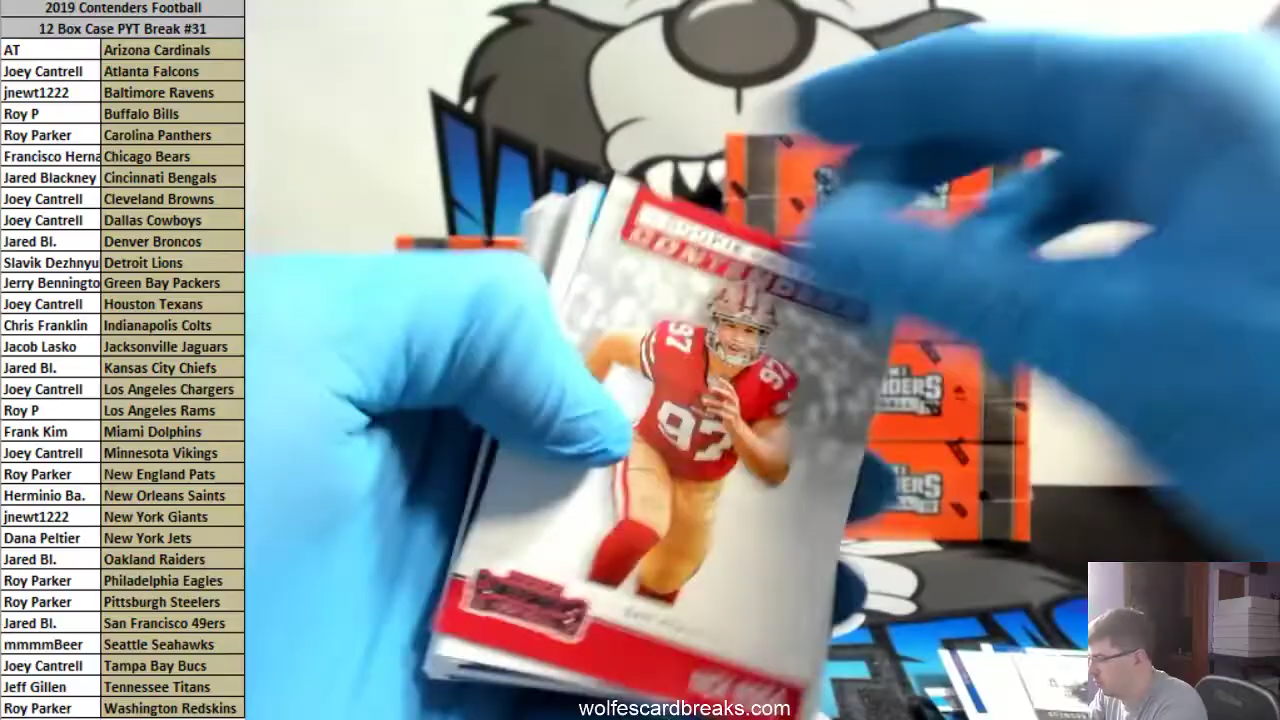 2019 Contenders Football
12 Box Case PYT Break #31
AT Arizona Cardinals
Joey Cantrell Atlanta Falcons
jnewt1222 Baltimore Ravens
Roy P Buffalo Bills
Roy Parker Carolina Panthers
Francisco Herna Chicago Bears
Jared Blackney Cincinnati Bengals
Joey Cantrell Cleveland Browns
Joey Cantrell Dallas Cowboys
Jared Bl. Denver Broncos
Slavik Dezhnyu Detroit Lions
Jerry Benningto Green Bay Packers
Joey Cantrell Houston Texans
Chris Franklin Indianapolis Colts
Jacob Lasko Jacksonville Jaguars
Jared Bl. Kansas City Chiefs
Joey Cantrell Los Angeles Chargers
Roy P Los Angeles Rams
Frank Kim Miami Dolphins
Joey Cantrell Minnesota Vikings
Roy Parker New England Pats
Herminio Ba. New Orleans Saints
jnewt1222 New York Giants
Dana Peltier New York Jets
Jared Bl. Oakland Raiders
Roy Parker Philadelphia Eagles
Roy Parker Pittsburgh Steelers
Jared Bl. San Francisco 49ers
mmmmBeer Seattle Seahawks
Joey Cantrell Tampa Bay Bucs
Jeff Gillen Tennessee Titans
Roy Parker Washington Redskins
97
97
97
wolfescardbreaks.com